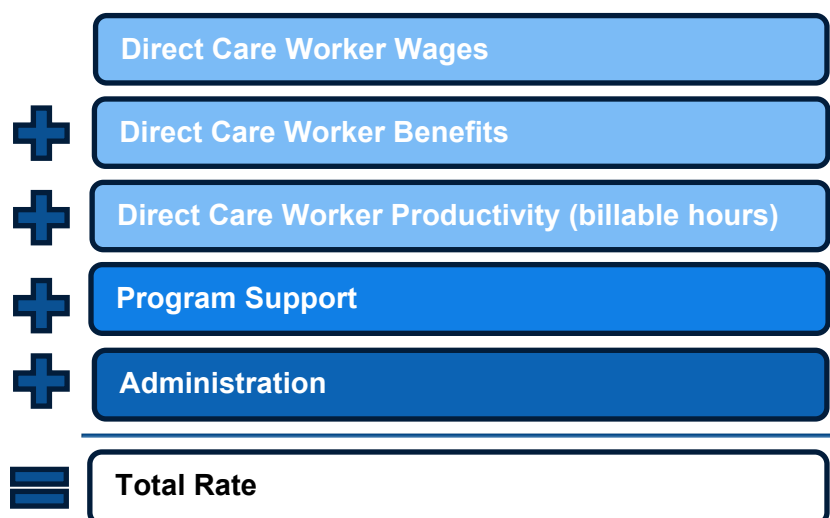 Direct Care Worker Wages
Direct Care Worker Benefits
Direct Care Worker Productivity (billable hours)
Program Support
Administration
Total Rate